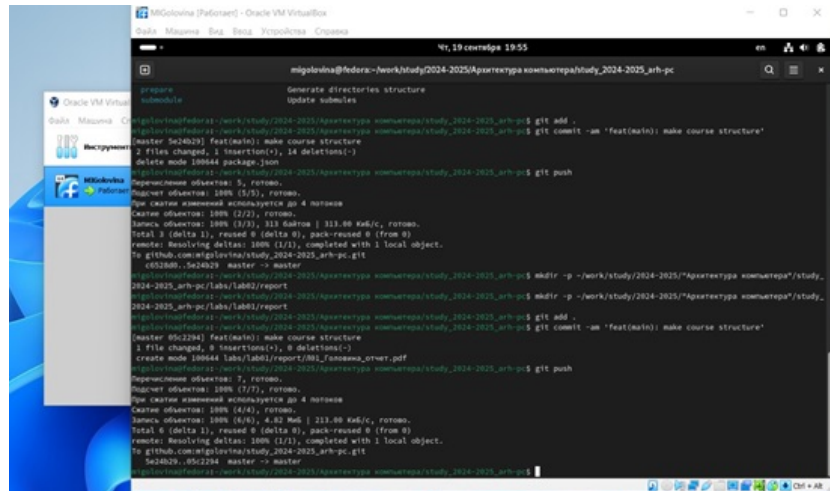 MIGolovina [Работает] - Oracle VM VirtualBox
Файл Машина Вид Ввод Устройства Справка
Чт, 19 сентября 19:55
en
migolovina@fedora:~/work/study/2024-2025/Архитектура компьютера/study_2024-2025_arh-pc
Oracle VM Virtual
Файл Машина
Инструмент
MIGolovina
Работает
prepare Generate directories structure
submodule Update submules
migolovina@fedora:~/work/study/2024-2025/Архитектура компьютера/study_2024-2025_arh-pc$ git add .
migolovina@fedora:~/work/study/2024-2025/Архитектура компьютера/study_2024-2025_arh-pc$ git commit -am 'feat(main): make course structure'
[master 5e24b29] feat(main): make course structure
2 files changed, 1 insertion(+), 14 deletions(-)
delete mode 100644 package.json
migolovina@fedora:~/work/study/2024-2025/Архитектура компьютера/study_2024-2025_arh-pc$ git push
Перечисление объектов: 5, готово.
Подсчет объектов: 100% (5/5), готово.
При сжатии изменений используется до 4 потоков
Сжатие объектов: 100% (2/2), готово.
Запись объектов: 100% (3/3), 313 байтов | 313.00 КиБ/с, готово.
Total 3 (delta 1), reused 0 (delta 0), pack-reused 0 (from 0)
remote: Resolving deltas: 100% (1/1), completed with 1 local object.
To github.com:migolovina/study_2024-2025_arh-pc.git
c6528d0..5e24b29 master -> master
migolovina@fedora:~/work/study/2024-2025/Архитектура компьютера/study_2024-2025_arh-pc$ mkdir -p ~/work/study/2024-2025/"Архитектура компьютера"/study_
2024-2025_arh-pc/labs/lab02/report
migolovina@fedora:~/work/study/2024-2025/Архитектура компьютера/study_2024-2025_arh-pc$ mkdir -p ~/work/study/2024-2025/"Архитектура компьютера"/study_
2024-2025_arh-pc/labs/lab01/report
migolovina@fedora:~/work/study/2024-2025/Архитектура компьютера/study_2024-2025_arh-pc$ git add .
migolovina@fedora:~/work/study/2024-2025/Архитектура компьютера/study_2024-2025_arh-pc$ git commit -am 'feat(main): make course structure'
[master 05c2294] feat(main): make course structure
1 file changed, 0 insertions(+), 0 deletions(-)
create mode 100644 labs/lab01/report/Л01_Головина_отчет.pdf
migolovina@fedora:~/work/study/2024-2025/Архитектура компьютера/study_2024-2025_arh-pc$ git push
Перечисление объектов: 7, готово.
Подсчет объектов: 100% (7/7), готово.
При сжатии изменений используется до 4 потоков
Сжатие объектов: 100% (4/4), готово.
Запись объектов: 100% (6/6), 4.82 МиБ | 213.00 КиБ/с, готово.
Total 6 (delta 1), reused 0 (delta 0), pack-reused 0 (from 0)
remote: Resolving deltas: 100% (1/1), completed with 1 local object.
To github.com:migolovina/study_2024-2025_arh-pc.git
5e24b29..05c2294 master -> master
migolovina@fedora:~/work/study/2024-2025/Архитектура компьютера/study_2024-2025_arh-pc$
Ctrl + Alt